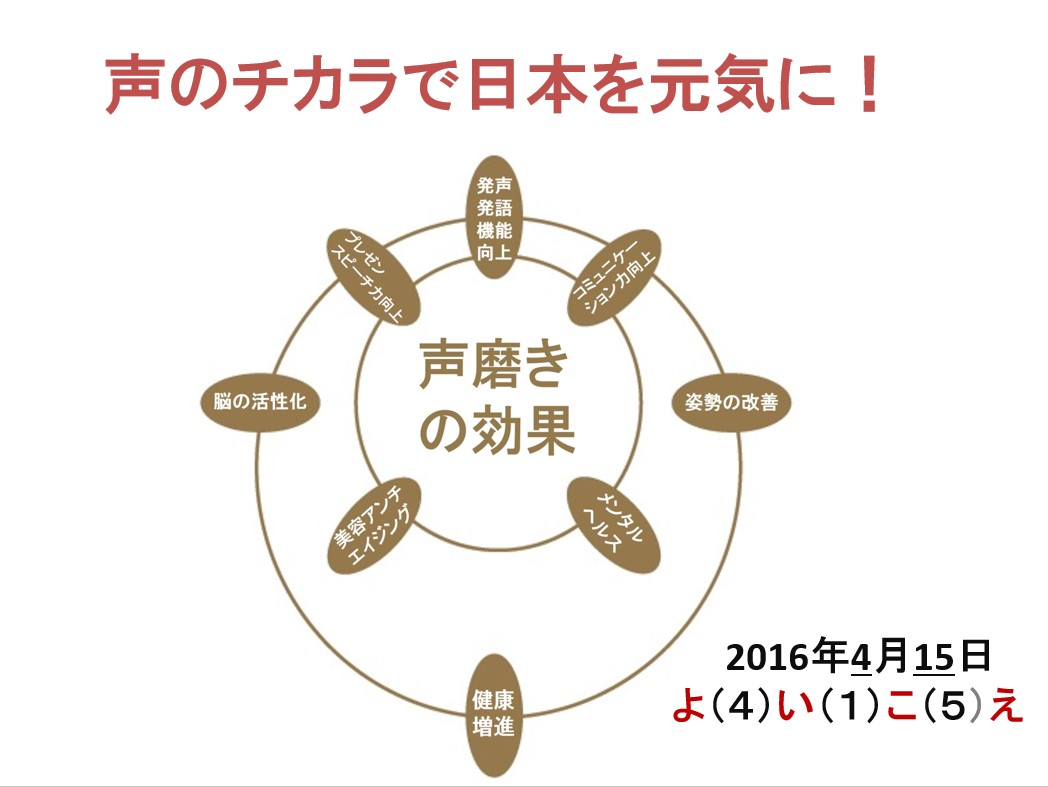 声のチカラで日本を元気に！
発声
発語
機能
向上
プレゼン
スピーチ力向上
コミュニケー
ション力向上
声磨き
の効果
脳の活性化
姿勢の改善
美容アンチ
エイジング
メンタル
ヘルス
健康
増進
2016年4月15日
よ（４）い（１）こ（５）え